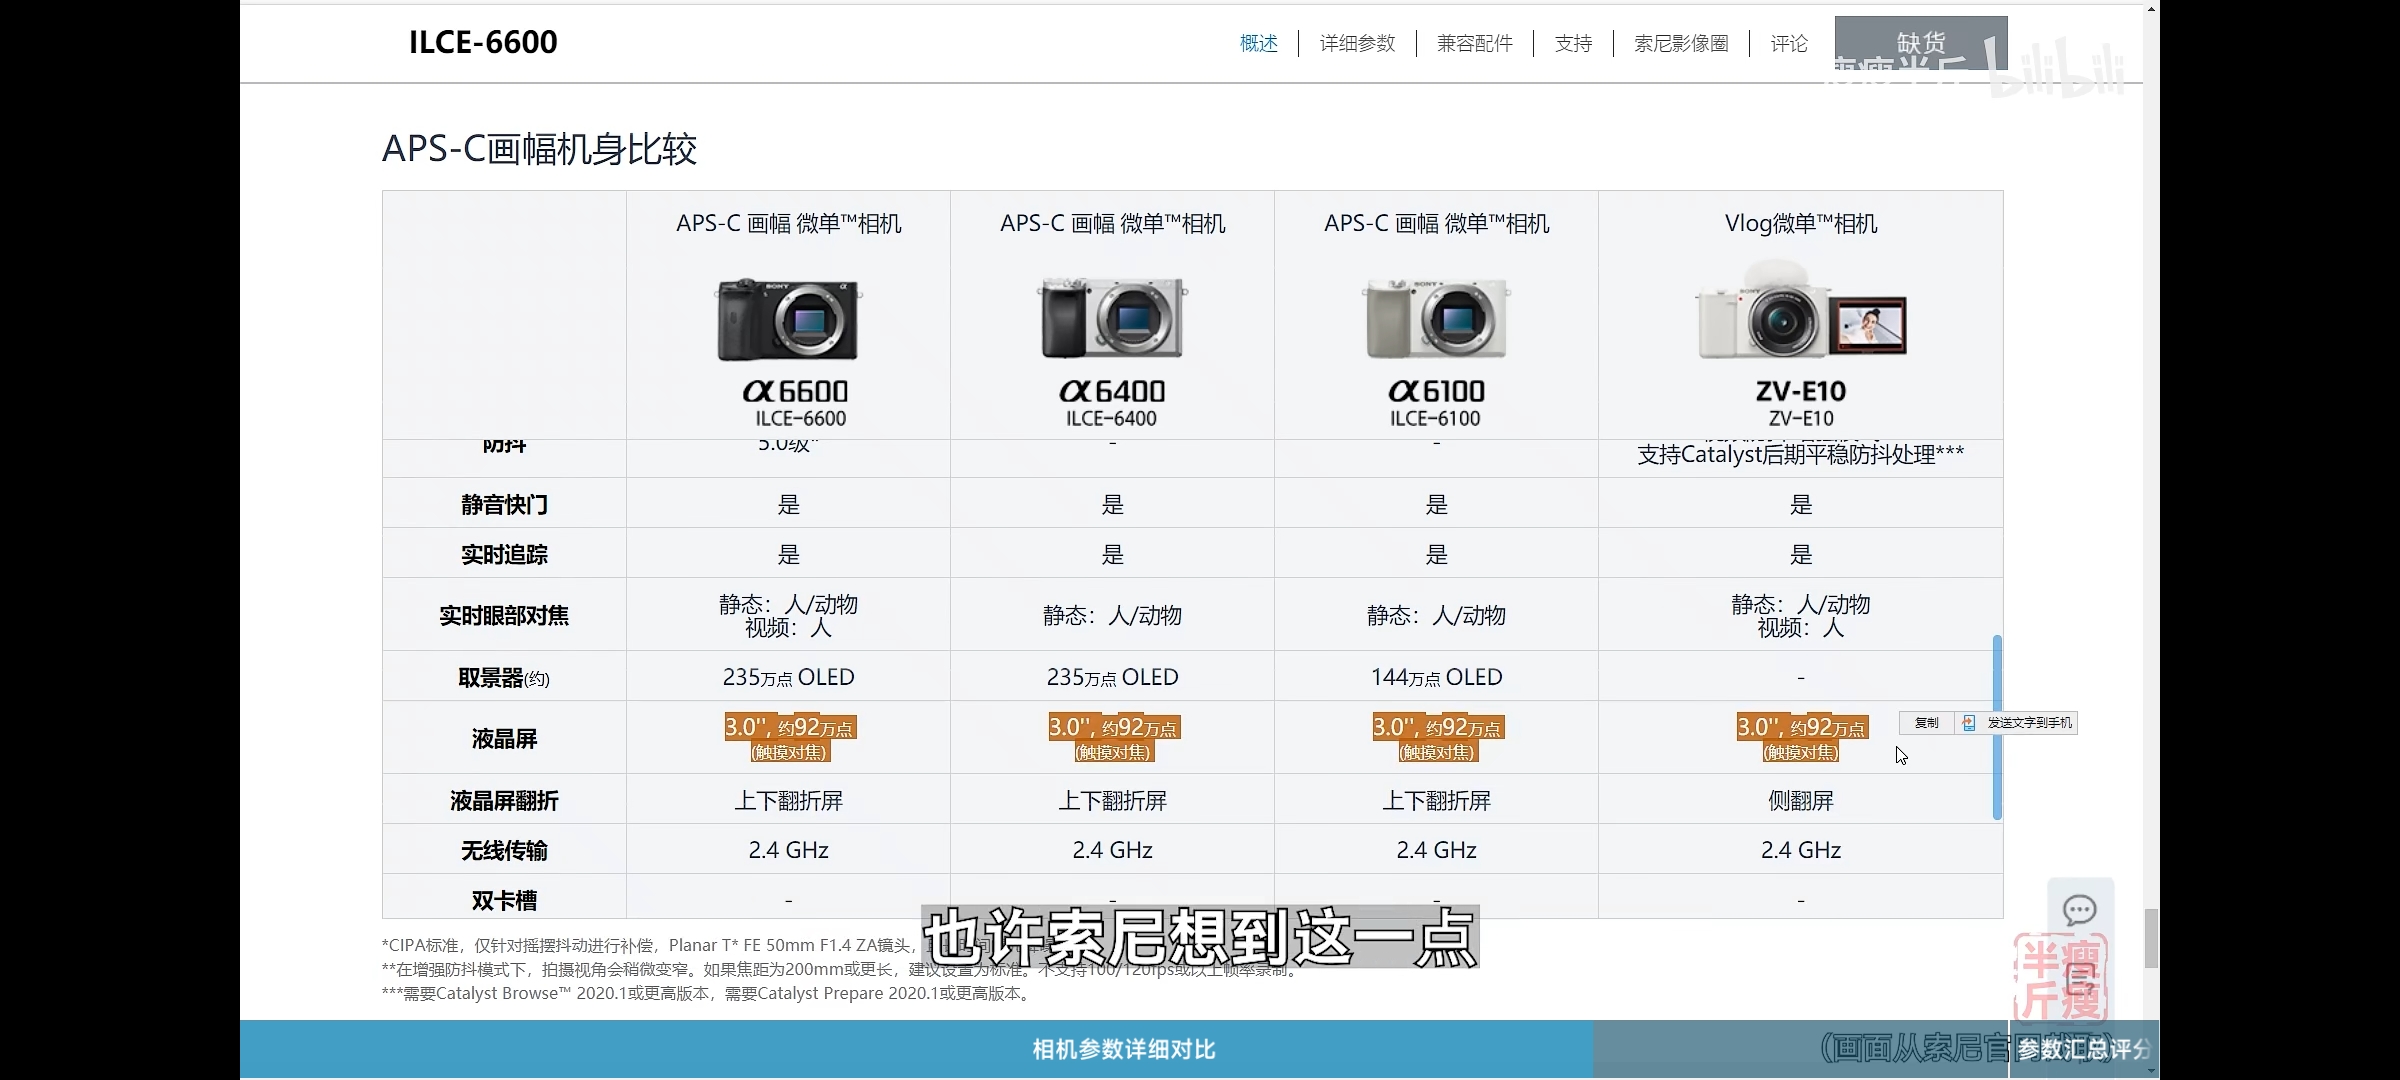 ILCE-6600
概述
详细参数
兼容配件
支持
索尼影像圈
评论
缺货
bilibili
APS-C画幅机身比较
APS-C 画幅 微单™相机
APS-C 画幅 微单™相机
APS-C 画幅 微单™相机
Vlog微单™相机
α6600
α6400
α6100
ZV-E10
ILCE-6600
ILCE-6400
ILCE-6100
ZV-E10
防抖
5.0级*
-
-
支持Catalyst后期平稳防抖处理***
静音快门
是
是
是
是
实时追踪
是
是
是
是
实时眼部对焦
静态：人/动物
视频：人
静态：人/动物
静态：人/动物
静态：人/动物
视频：人
取景器(约)
235万点 OLED
235万点 OLED
144万点 OLED
-
液晶屏
3.0", 约92万点
(触摸对焦)
3.0", 约92万点
(触摸对焦)
3.0", 约92万点
(触摸对焦)
3.0", 约92万点
(触摸对焦)
复制
发送文字到手机
液晶屏翻折
上下翻折屏
上下翻折屏
上下翻折屏
侧翻屏
无线传输
2.4 GHz
2.4 GHz
2.4 GHz
2.4 GHz
双卡槽
-
-
-
-
也许索尼想到这一点
*CIPA标准，仅针对摇摆抖动进行补偿，Planar T* FE 50mm F1.4 ZA镜头，
**在增强防抖模式下，拍摄视角会稍微变窄。如果焦距为200mm或更长，建议设置为标准。不支持100/120fps或以上帧率录制。
***需要Catalyst Browse™ 2020.1或更高版本，需要Catalyst Prepare 2020.1或更高版本。
瘦瘦半斤
相机参数详细对比
(画面从索尼官网
参数汇总评分